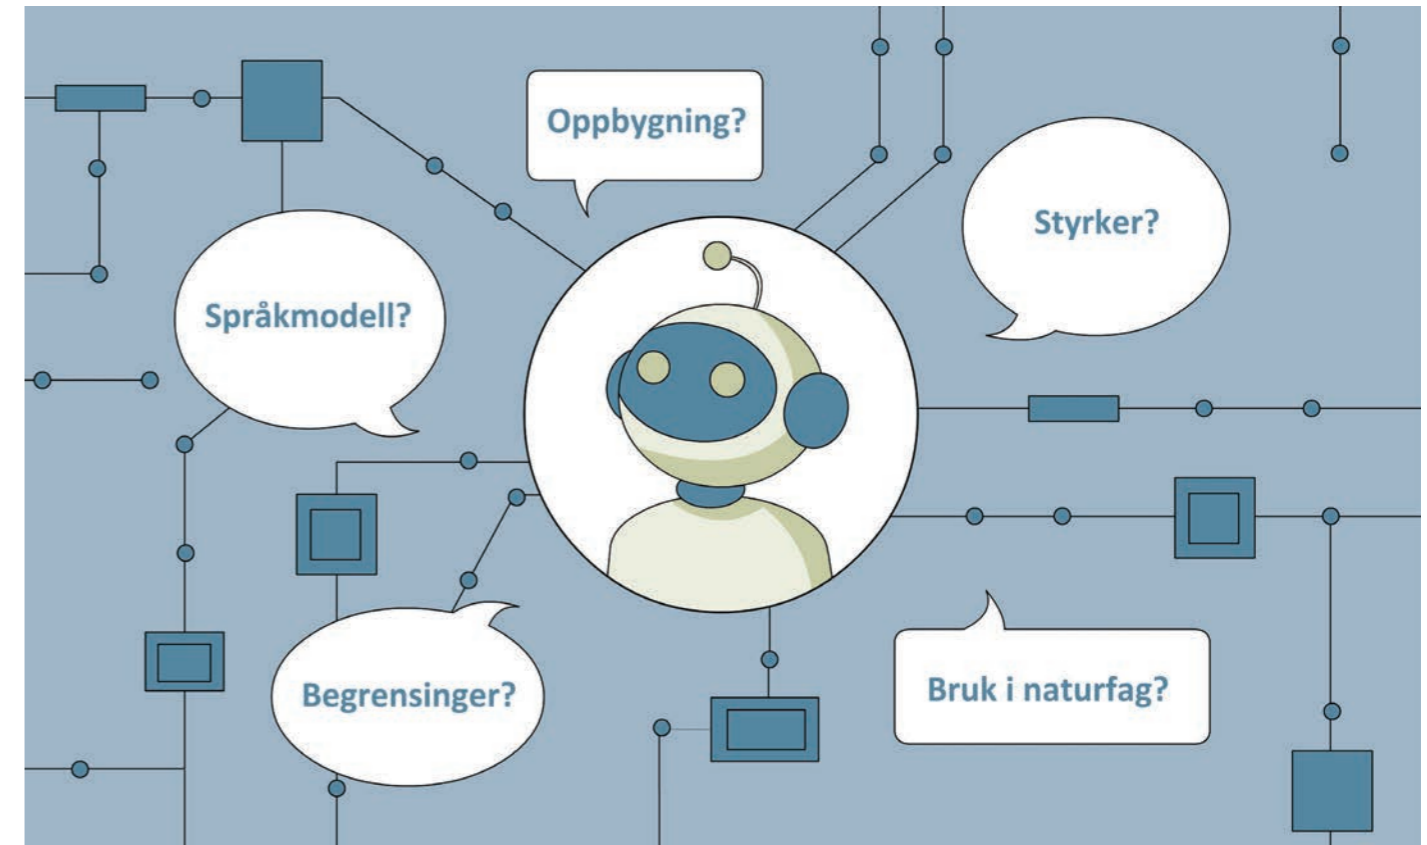 Oppbygning?
Styrker?
Språkmodell?
Begrensinger?
Bruk i naturfag?